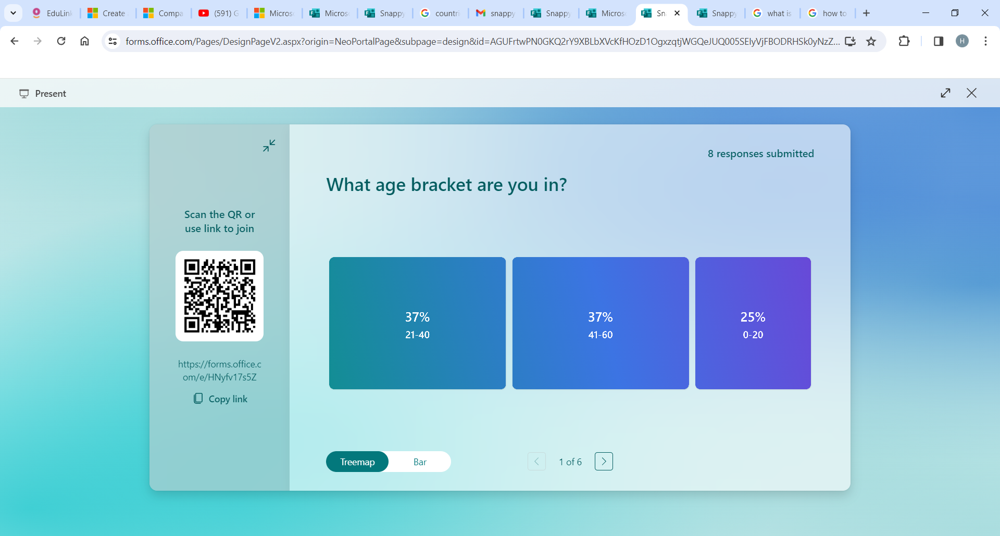 EduLin
Create
Compa
(591) G
Micros
Micros
Snappy
countri
snappy
Snappy
Micros
Sn
Snappy
what is
how to
forms.office.com/Pages/DesignPageV2.aspx?origin=NeoPortalPage&subpage=design&id=AGUFrtwPN0GKQ2rY9XBLbXVcKfHOzD1OgxzqtjWGQeJUQ005SEIyVjFBODRHSk0yNzZ...
H
Present
8 responses submitted
What age bracket are you in?
Scan the QR or
use link to join
https://forms.office.c
om/e/HNyfv17s5Z
Copy link
37%
21-40
37%
41-60
25%
0-20
Treemap
Bar
1 of 6